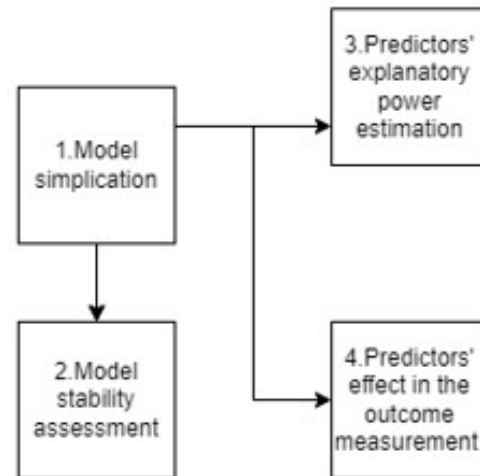 1.Model
simplication
2.Model
stability
assessment
3.Predictors'
explanatory
power
estimation
4.Predictors'
effect in the
outcome
measurement